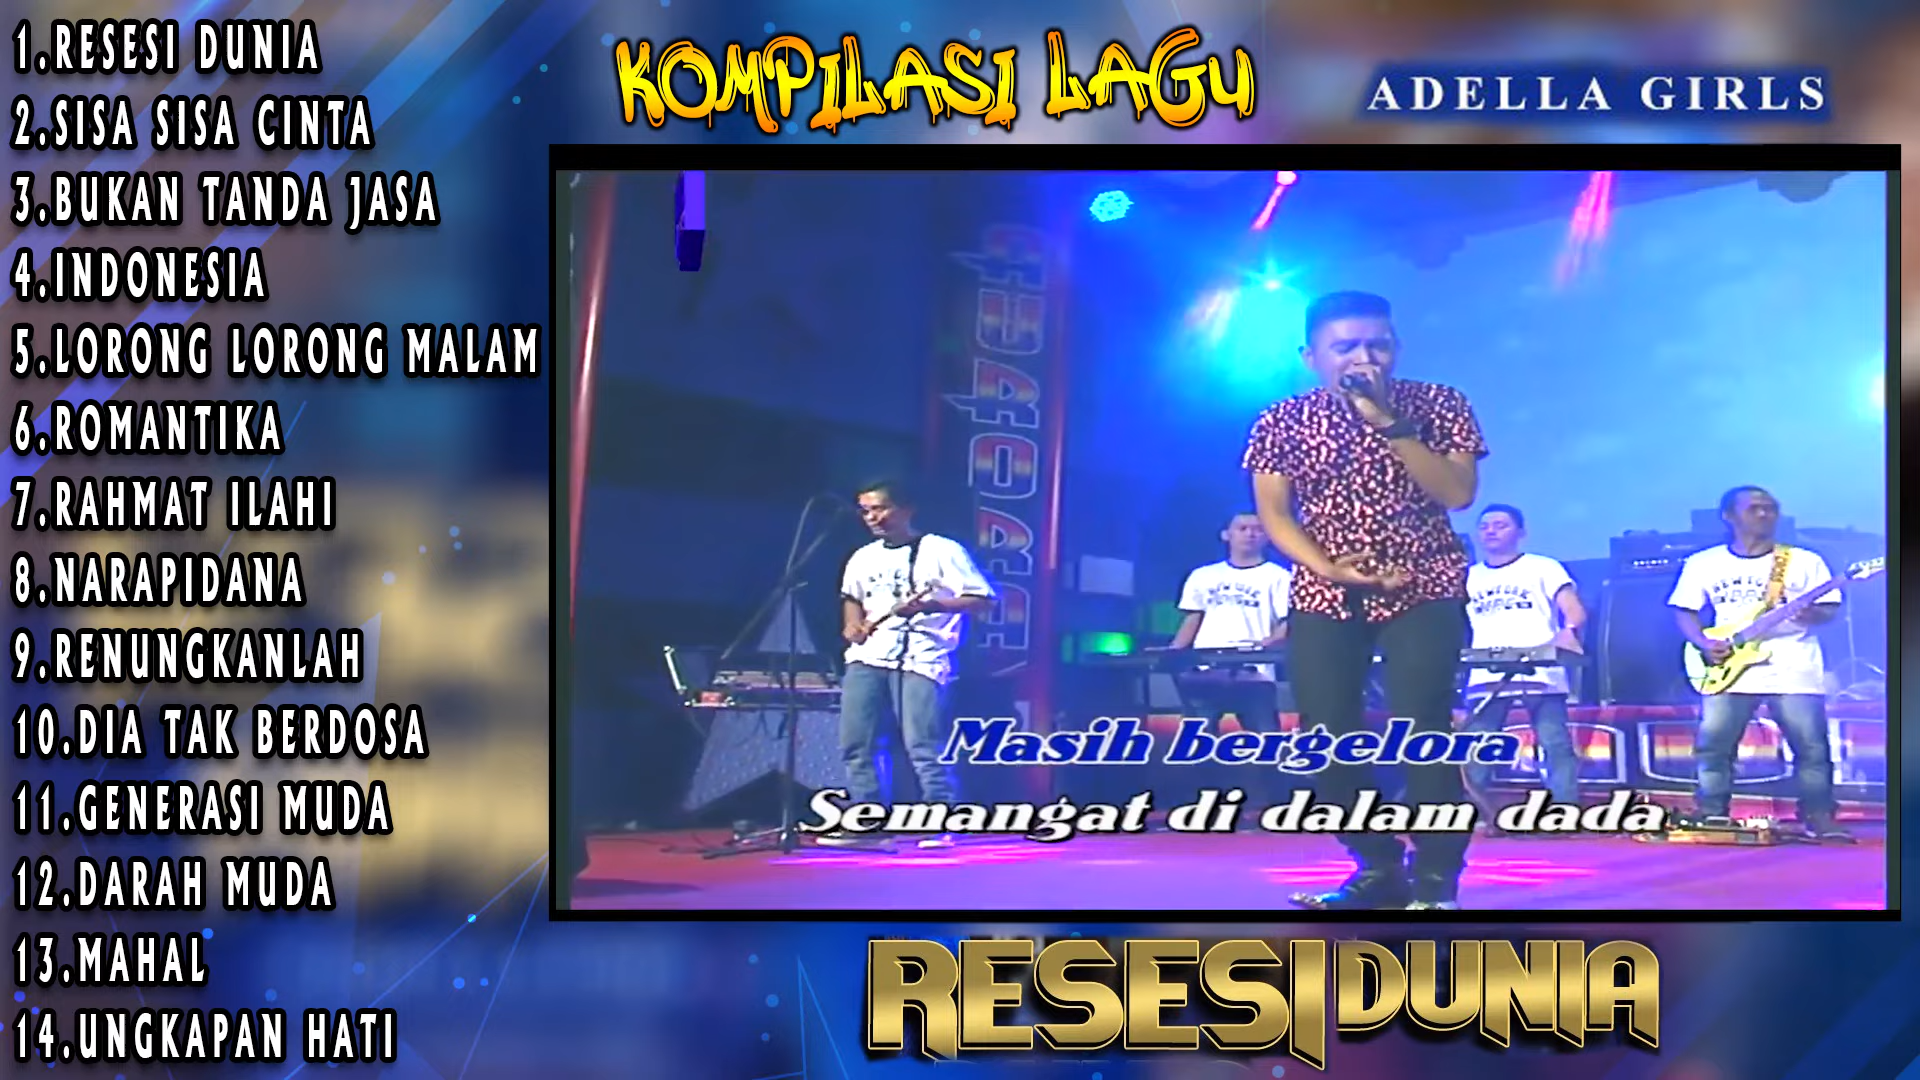 1.RESESI DUNIA
2.SISA SISA CINTA
3.BUKAN TANDA JASA
4.INDONESIA
5.LORONG LORONG MALAM
6.ROMANTIKA
7.RAHMAT ILAHI
8.NARAPIDANA
9.RENUNGKANLAH
10.DIA TAK BERDOSA
11.GENERASI MUDA
12.DARAH MUDA
13.MAHAL
14.UNGKAPAN HATI
KOMPILASI LAGU
ADELLA GIRLS
AURORA
Masih bergelora
Semangat di dalam dada
RESESI DUNIA